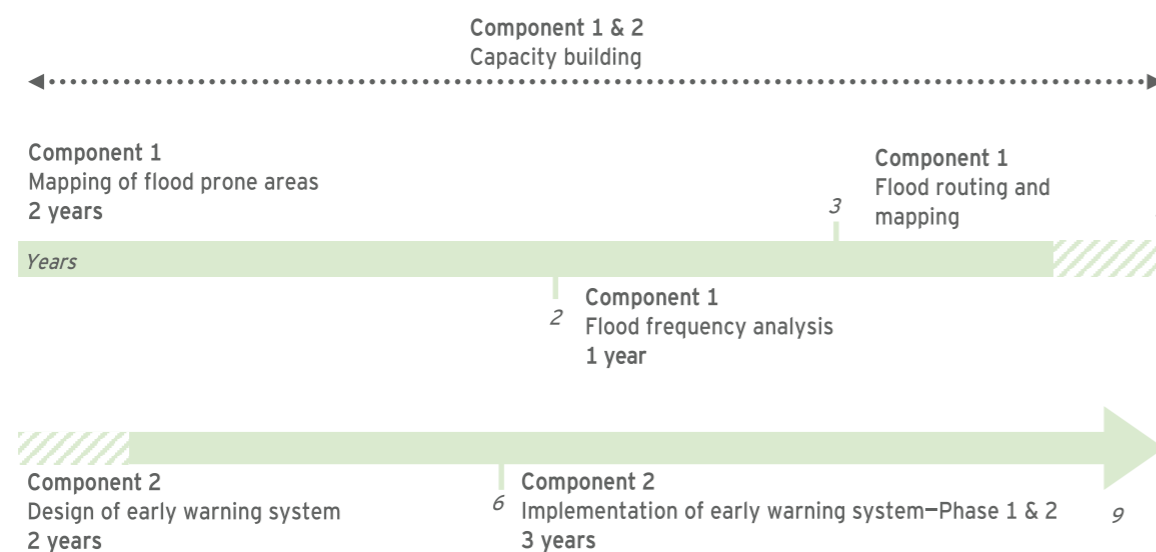 Component 1 & 2
Capacity building
Component 1
Mapping of flood prone areas
2 years
3
Component 1
Flood routing and
mapping
Years
2
Component 1
Flood frequency analysis
1 year
Component 2
Design of early warning system
2 years
6
Component 2
Implementation of early warning system—Phase 1 & 2
3 years
9